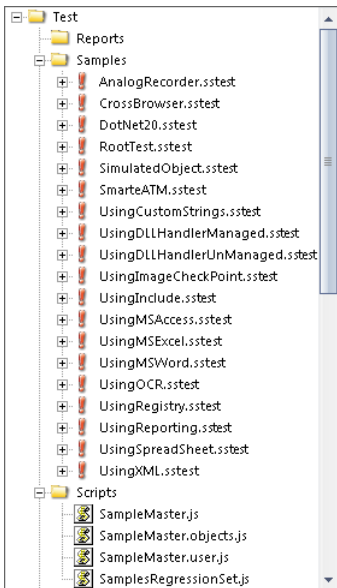 Test
Reports
Samples
AnalogRecorder.sstest
CrossBrowser.sstest
DotNet20.sstest
RootTest.sstest
SimulatedObject.sstest
SmarteATM.sstest
UsingCustomStrings.sstest
UsingDLLHandlerManaged.sstest
UsingDLLHandlerUnManaged.sstest
UsingImageCheckPoint.sstest
UsingInclude.sstest
UsingMSAccess.sstest
UsingMSExcel.sstest
UsingMSWord.sstest
UsingOCR.sstest
UsingRegistry.sstest
UsingReporting.sstest
UsingSpreadSheet.sstest
UsingXML.sstest
Scripts
SampleMaster.js
SampleMaster.objects.js
SampleMaster.user.js
SamplesRegressionSet.js